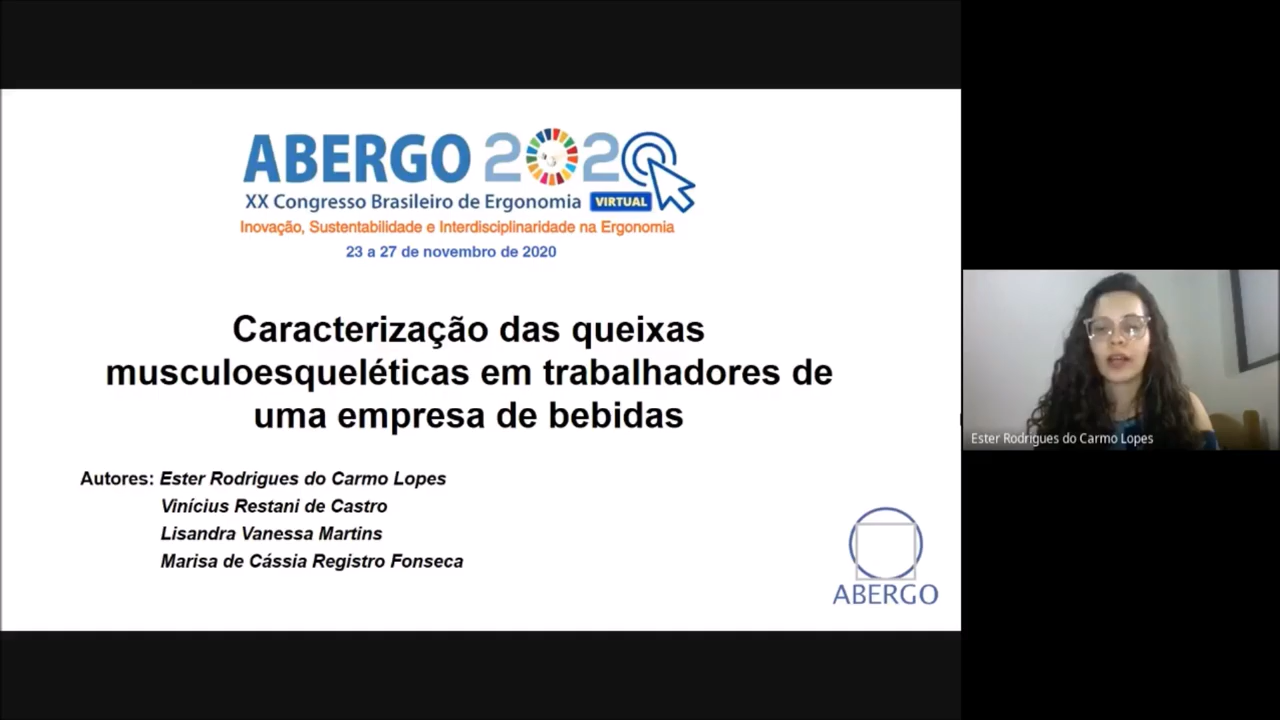 ABERGO 2020
XX Congresso Brasileiro de Ergonomia VIRTUAL
Inovação, Sustentabilidade e Interdisciplinaridade na Ergonomia
23 a 27 de novembro de 2020
Caracterização das queixas
musculoesqueléticas em trabalhadores de
uma empresa de bebidas
Autores: Ester Rodrigues do Carmo Lopes
Vinícius Restani de Castro
Lisandra Vanessa Martins
Marisa de Cássia Registro Fonseca
ABERGO
Ester Rodrigues do Carmo Lopes